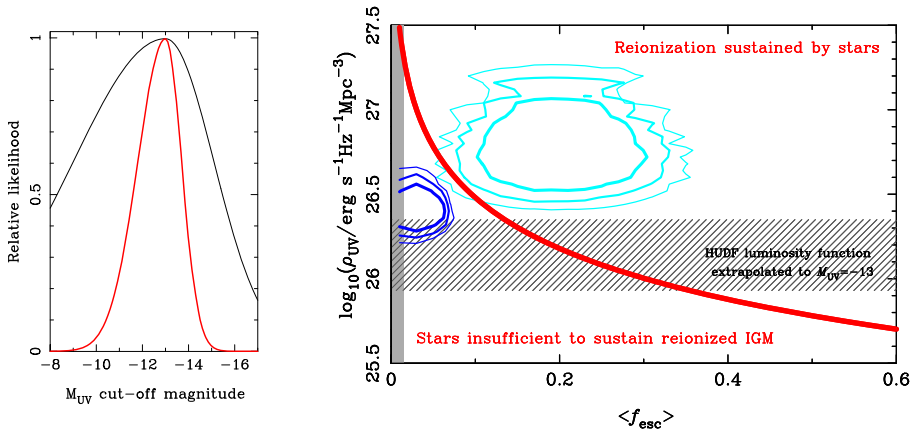 Relative likelihood
1
0.5
0
−8
−10
−12
−14
−16
M_UV cut-off magnitude
log₁₀(ρ_UV/erg s⁻¹Hz⁻¹Mpc⁻³)
27.5
27
26.5
26
25.5
Reionization sustained by stars
HUDF luminosity function
extrapolated to M_UV=−13
Stars insufficient to sustain reionized IGM
0
0.2
0.4
0.6
<f_esc>